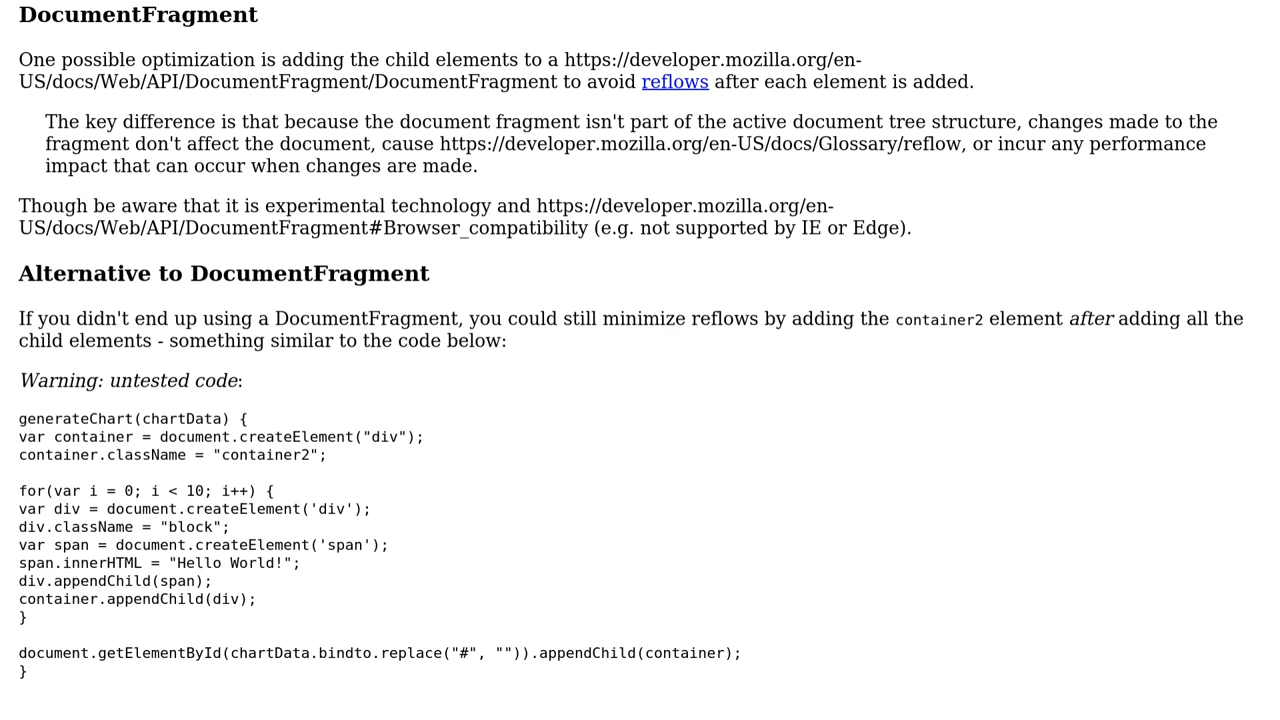 DocumentFragment
One possible optimization is adding the child elements to a https://developer.mozilla.org/en-
US/docs/Web/API/DocumentFragment/DocumentFragment to avoid reflows after each element is added.
The key difference is that because the document fragment isn't part of the active document tree structure, changes made to the
fragment don't affect the document, cause https://developer.mozilla.org/en-US/docs/Glossary/reflow, or incur any performance
impact that can occur when changes are made.
Though be aware that it is experimental technology and https://developer.mozilla.org/en-
US/docs/Web/API/DocumentFragment#Browser_compatibility (e.g. not supported by IE or Edge).
Alternative to DocumentFragment
If you didn't end up using a DocumentFragment, you could still minimize reflows by adding the container2 element after adding all the
child elements - something similar to the code below:
Warning: untested code:
generateChart(chartData) {
var container = document.createElement("div");
container.className = "container2";
for(var i = 0; i < 10; i++) {
var div = document.createElement('div');
div.className = "block";
var span = document.createElement('span');
span.innerHTML = "Hello World!";
div.appendChild(span);
container.appendChild(div);
}
document.getElementById(chartData.bindto.replace("#", "")).appendChild(container);
}